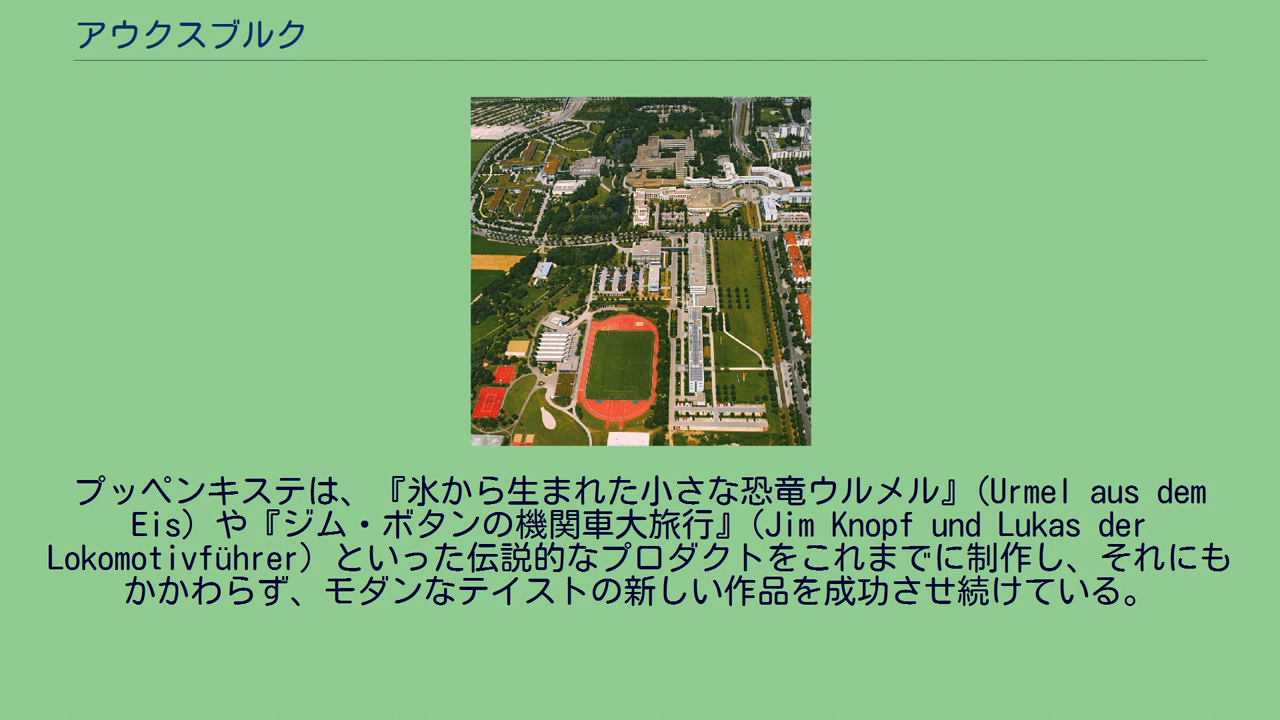 アウクスブルク
プッペンキステは、『氷から生まれた小さな恐竜ウルメル』(Urmel aus dem
Eis) や『ジム・ボタンの機関車大旅行』(Jim Knopf und Lukas der
Lokomotivführer) といった伝説的なプロダクトをこれまでに制作し、それにも
かかわらず、モダンなテイストの新しい作品を成功させ続けている。